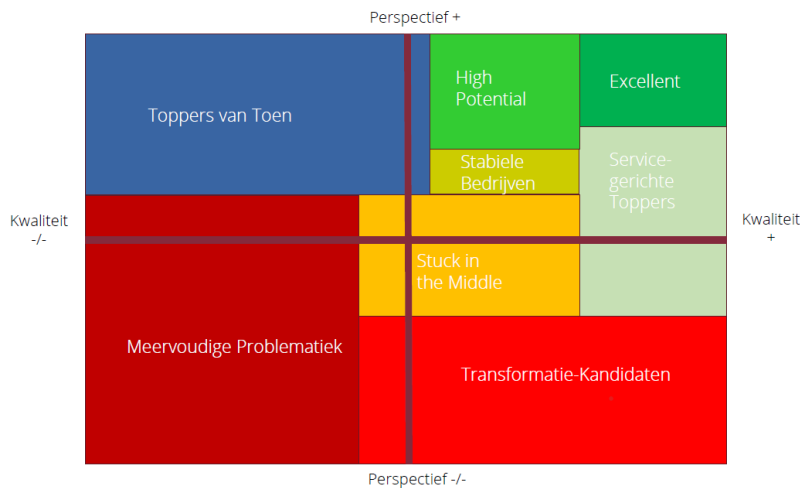 Perspectief +
High
Potential
Excellent
Toppers van Toen
Stabiele
Bedrijven
Service-
gerichte
Toppers
Kwaliteit
-/-
Kwaliteit
+
Stuck in
the Middle
Meervoudige Problematiek
Transformatie-Kandidaten
Perspectief -/-